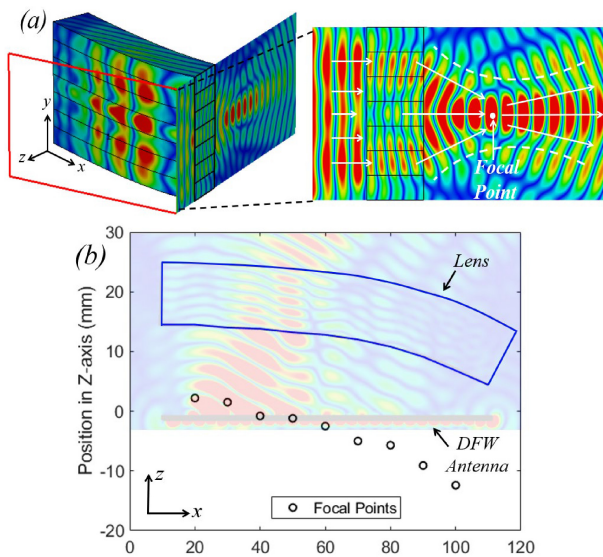 (a)
y
z
x
Focal
Point
(b)
Lens
DFW
Antenna
Position in Z-axis (mm)
30
20
10
0
-10
-20
z
x
Focal Points
0
20
40
60
80
100
120